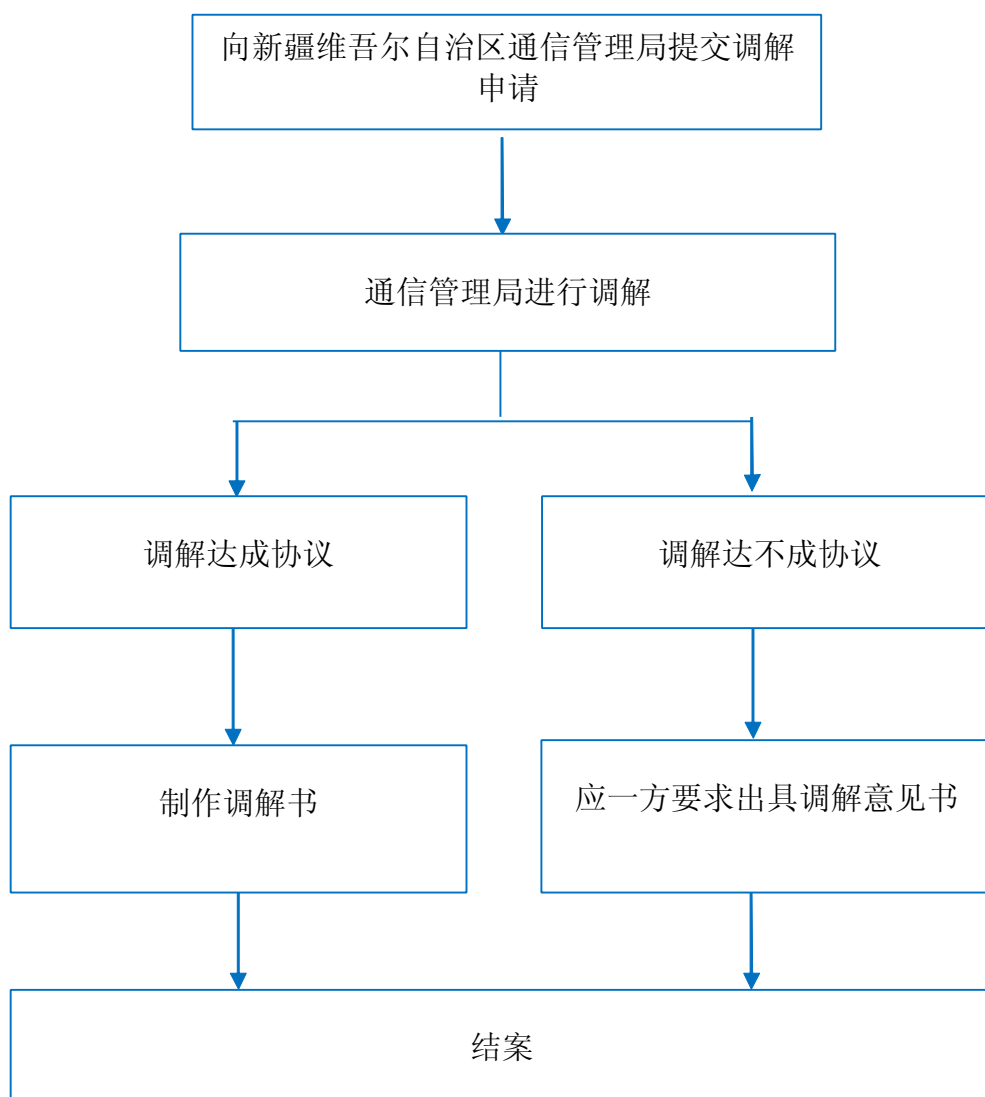 向新疆维吾尔自治区通信管理局提交调解
申请
通信管理局进行调解
调解达成协议
调解达不成协议
制作调解书
应一方要求出具调解意见书
结案